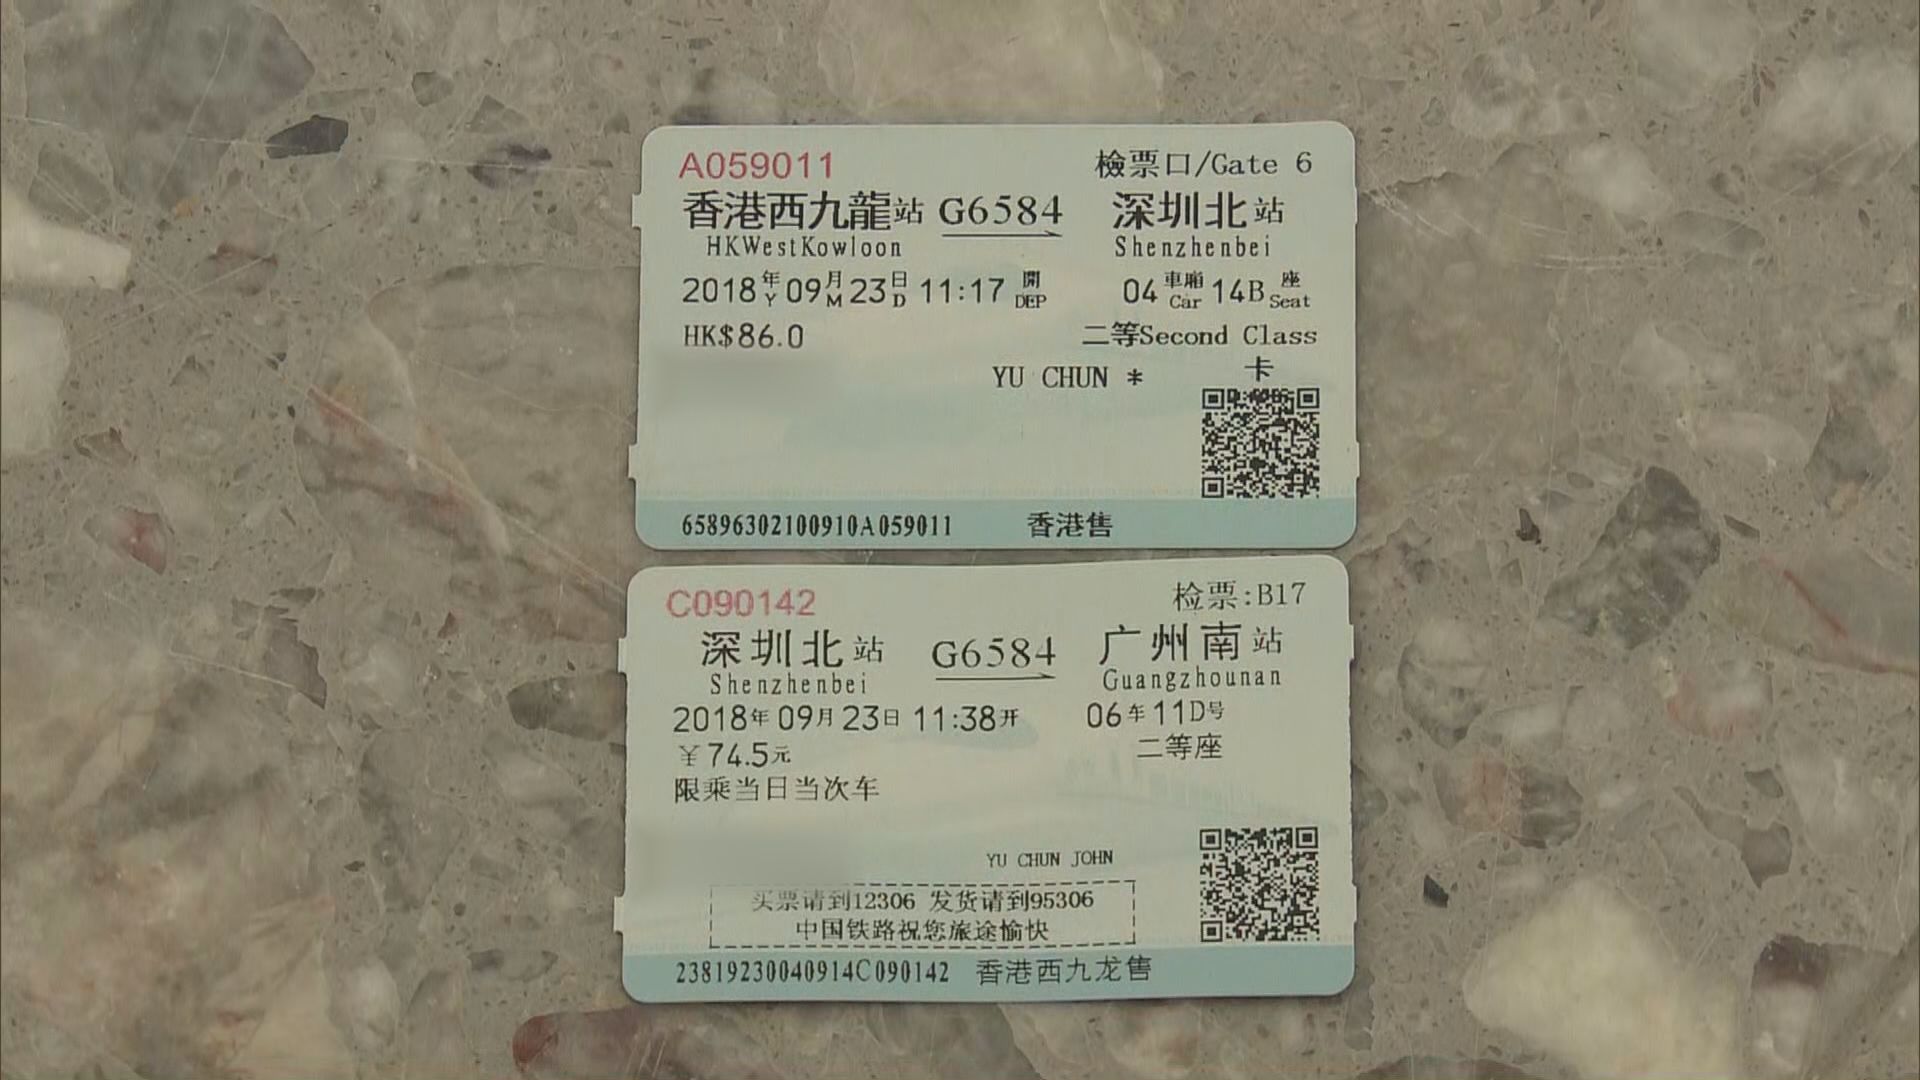 A059011 檢票口/Gate 6
香港西九龍站 G6584 深圳北站
HKWestKowloon Shenzhenbei
2018年Y09月M23日D 11:17開DEP 04車廂Car 14B座Seat
HK$86.0 二等Second Class
YU CHUN * 卡
65896302100910A059011 香港售
C090142 检票:B17
深圳北站 G6584 广州南站
Shenzhenbei Guangzhounan
2018年09月23日 11:38开 06车11D号
¥74.5元 二等座
限乘当日当次车
YU CHUN JOHN
买票请到12306 发货请到95306
中国铁路祝您旅途愉快
23819230040914C090142 香港西九龙售